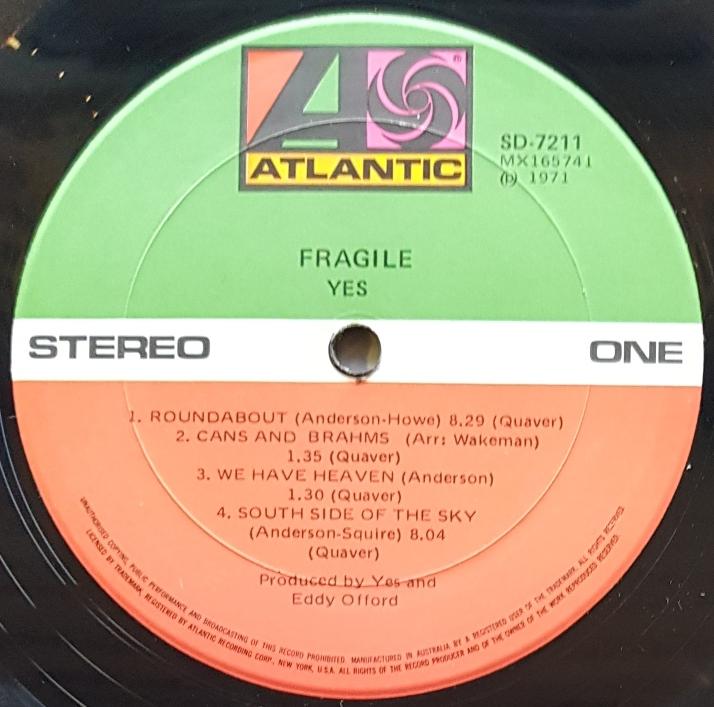 ATLANTIC
SD-7211
MX165741
℗ 1971
FRAGILE
YES
STEREO
ONE
1. ROUNDABOUT (Anderson-Howe) 8.29 (Quaver)
2. CANS AND BRAHMS (Arr: Wakeman)
1.35 (Quaver)
3. WE HAVE HEAVEN (Anderson)
1.30 (Quaver)
4. SOUTH SIDE OF THE SKY
(Anderson-Squire) 8.04
(Quaver)
Produced by Yes and
Eddy Offord
UNAUTHORISED COPYING, PUBLIC PERFORMANCE AND BROADCASTING OF THIS RECORD PROHIBITED. MANUFACTURED IN AUSTRALIA BY A REGISTERED USER OF THE TRADEMARK. ALL RIGHTS RESERVED
LICENSED BY TRADEMARK REGISTERED BY ATLANTIC RECORDING CORP., NEW YORK, U.S.A. ALL RIGHTS OF THE RECORD PRODUCER AND OF THE OWNER OF THE WORK REPRODUCED RESERVED.